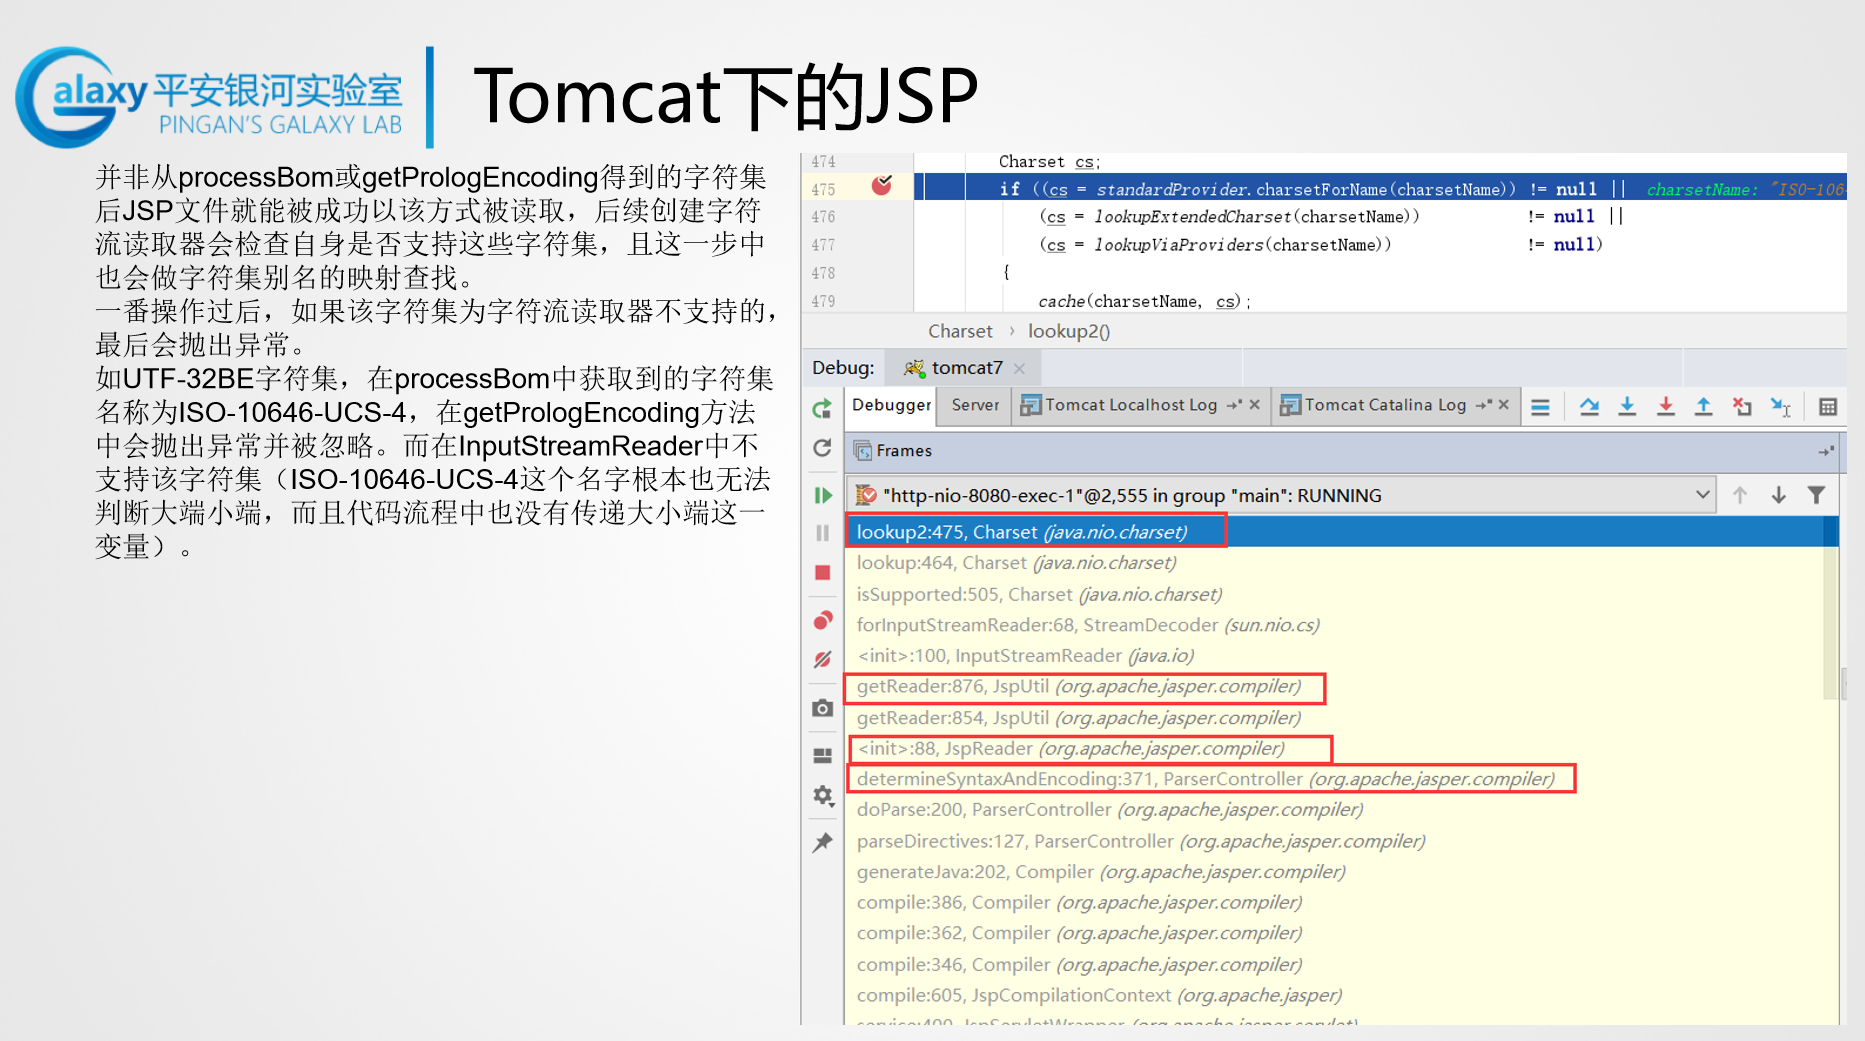 Galaxy 平安银河实验室
PINGAN'S GALAXY LAB
Tomcat下的JSP
并非从processBom或getPrologEncoding得到的字符集
后JSP文件就能被成功以该方式被读取，后续创建字符
流读取器会检查自身是否支持这些字符集，且这一步中
也会做字符集别名的映射查找。
一番操作过后，如果该字符集为字符流读取器不支持的，
最后会抛出异常。
如UTF-32BE字符集，在processBom中获取到的字符集
名称为ISO-10646-UCS-4，在getPrologEncoding方法
中会抛出异常并被忽略。而在InputStreamReader中不
支持该字符集（ISO-10646-UCS-4这个名字根本也无法
判断大端小端，而且代码流程中也没有传递大小端这一
变量）。
474 Charset cs;
475 if ((cs = standardProvider.charsetForName(charsetName)) != null || charsetName: "ISO-1064
476 (cs = lookupExtendedCharset(charsetName)) != null ||
477 (cs = lookupViaProviders(charsetName)) != null)
478 {
479 cache(charsetName, cs);
Charset › lookup2()
Debug: tomcat7
Debugger Server Tomcat Localhost Log Tomcat Catalina Log
Frames
"http-nio-8080-exec-1"@2,555 in group "main": RUNNING
lookup2:475, Charset (java.nio.charset)
lookup:464, Charset (java.nio.charset)
isSupported:505, Charset (java.nio.charset)
forInputStreamReader:68, StreamDecoder (sun.nio.cs)
<init>:100, InputStreamReader (java.io)
getReader:876, JspUtil (org.apache.jasper.compiler)
getReader:854, JspUtil (org.apache.jasper.compiler)
<init>:88, JspReader (org.apache.jasper.compiler)
determineSyntaxAndEncoding:371, ParserController (org.apache.jasper.compiler)
doParse:200, ParserController (org.apache.jasper.compiler)
parseDirectives:127, ParserController (org.apache.jasper.compiler)
generateJava:202, Compiler (org.apache.jasper.compiler)
compile:386, Compiler (org.apache.jasper.compiler)
compile:362, Compiler (org.apache.jasper.compiler)
compile:346, Compiler (org.apache.jasper.compiler)
compile:605, JspCompilationContext (org.apache.jasper)
service:400, JspServletWrapper (org.apache.jasper.servlet)